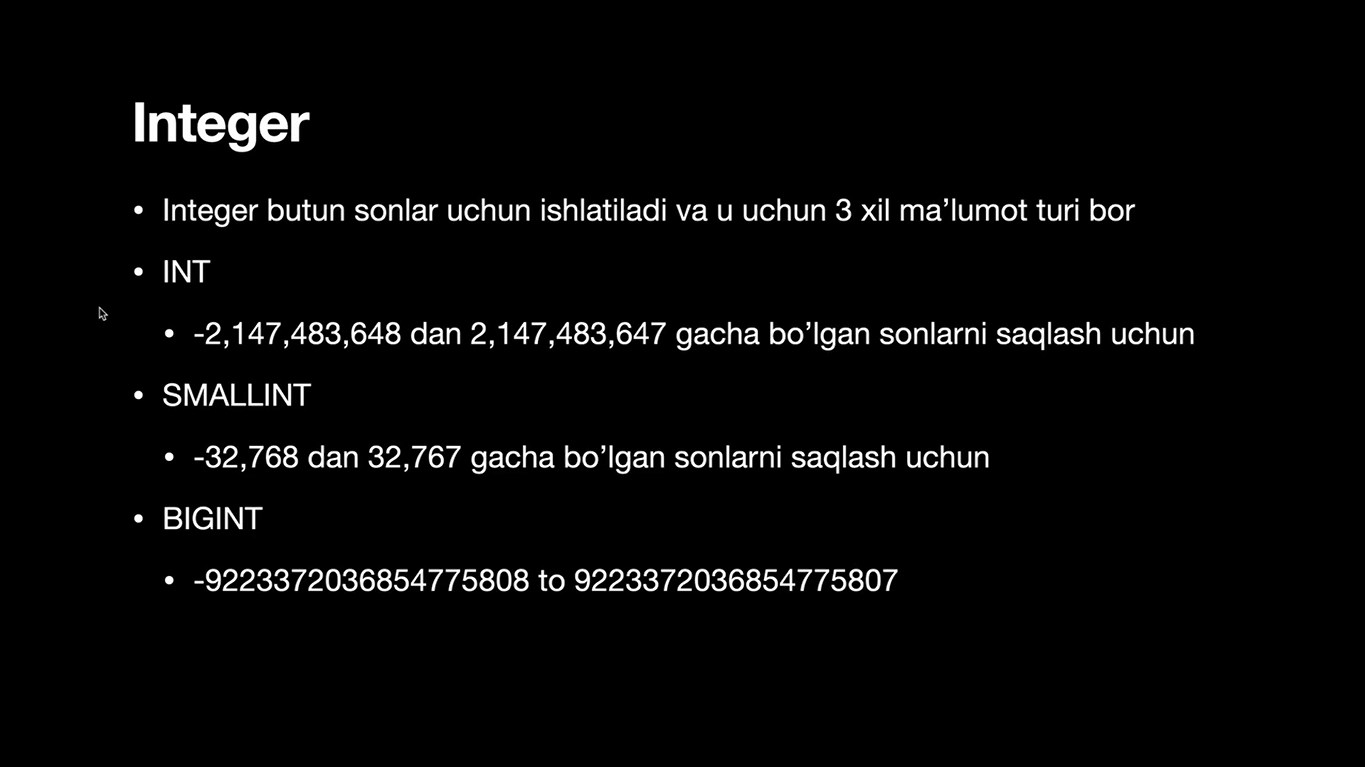 Integer
• Integer butun sonlar uchun ishlatiladi va u uchun 3 xil ma’lumot turi bor
• INT
• -2,147,483,648 dan 2,147,483,647 gacha bo’lgan sonlarni saqlash uchun
• SMALLINT
• -32,768 dan 32,767 gacha bo’lgan sonlarni saqlash uchun
• BIGINT
• -9223372036854775808 to 9223372036854775807